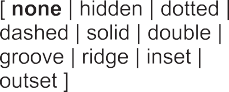 [ none | hidden | dotted |
dashed | solid | double |
groove | ridge | inset |
outset ]